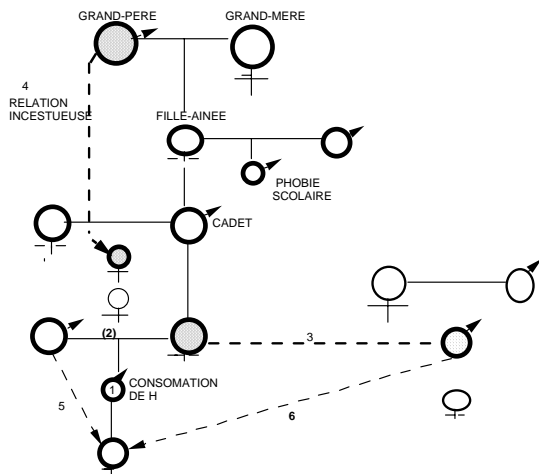 GRAND-PERE
GRAND-MERE
4
RELATION
INCESTUEUSE
FILLE-AINEE
PHOBIE
SCOLAIRE
CADET
(2)
3
1
CONSOMATION
DE H
5
6